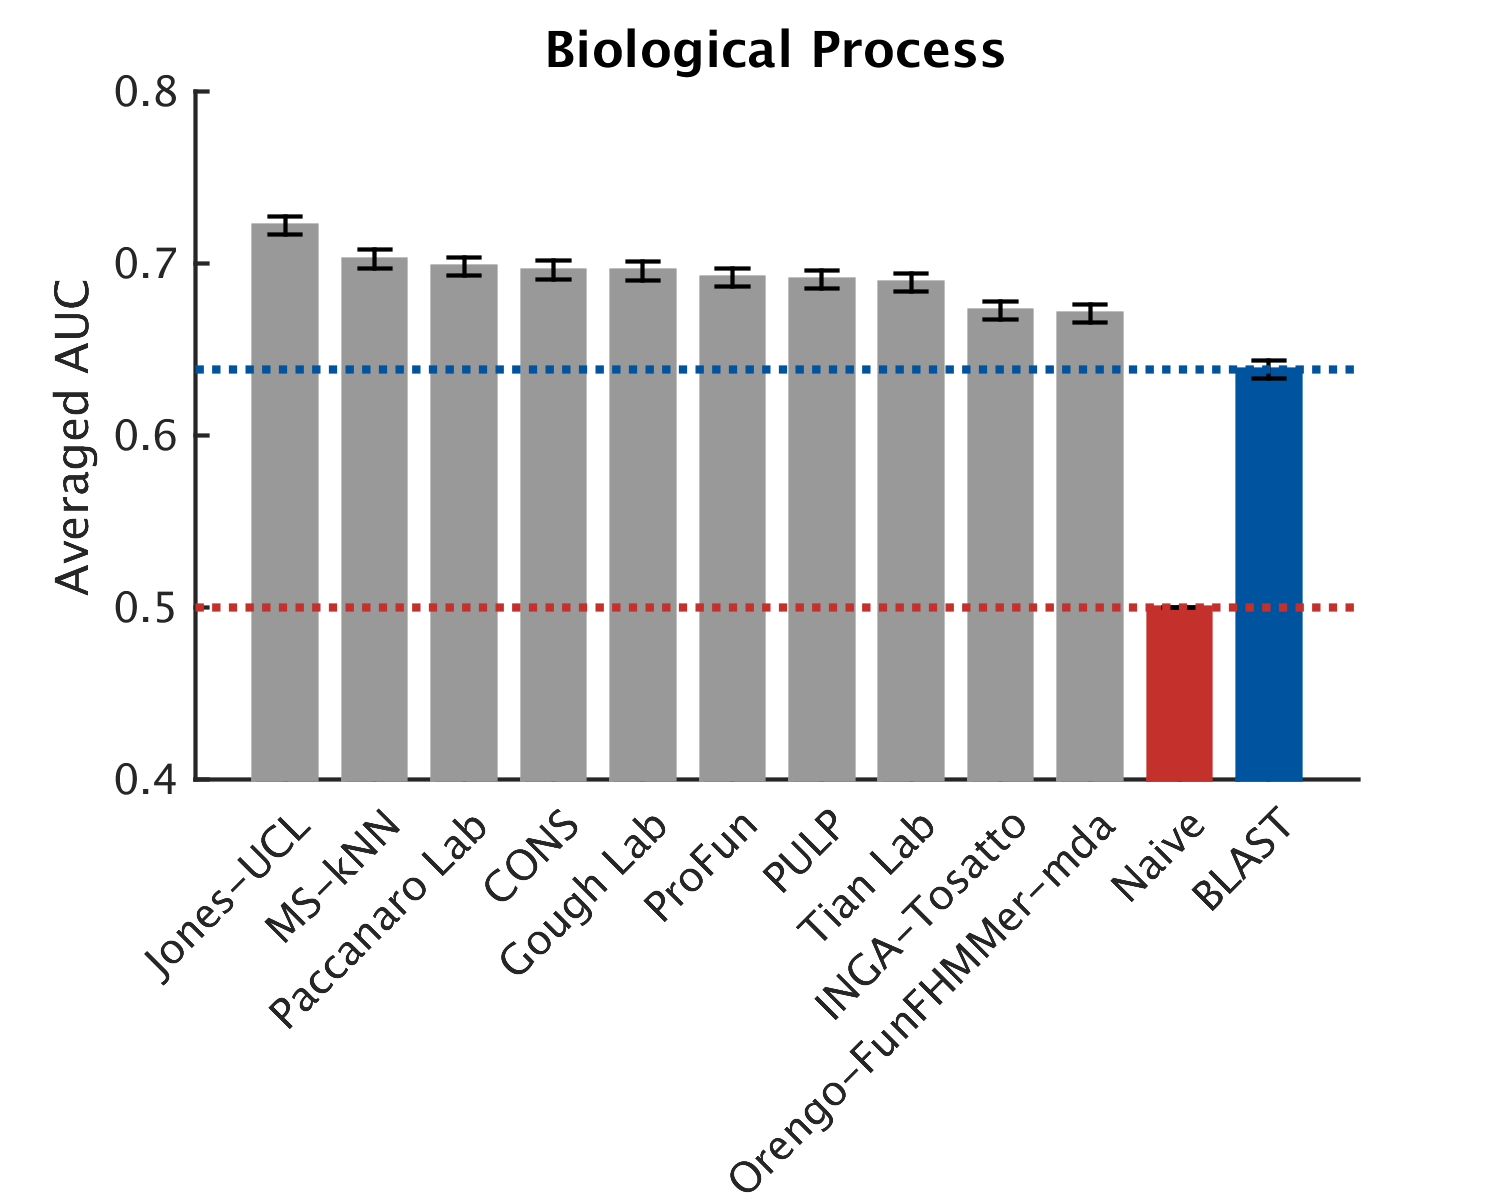 Biological Process
Averaged AUC
0.8
0.7
0.6
0.5
0.4
Jones-UCL
MS-kNN
Paccanaro Lab
CONS
Gough Lab
ProFun
PULP
Tian Lab
INGA-Tosatto
Orengo-FunFHMMer-mda
Naive
BLAST